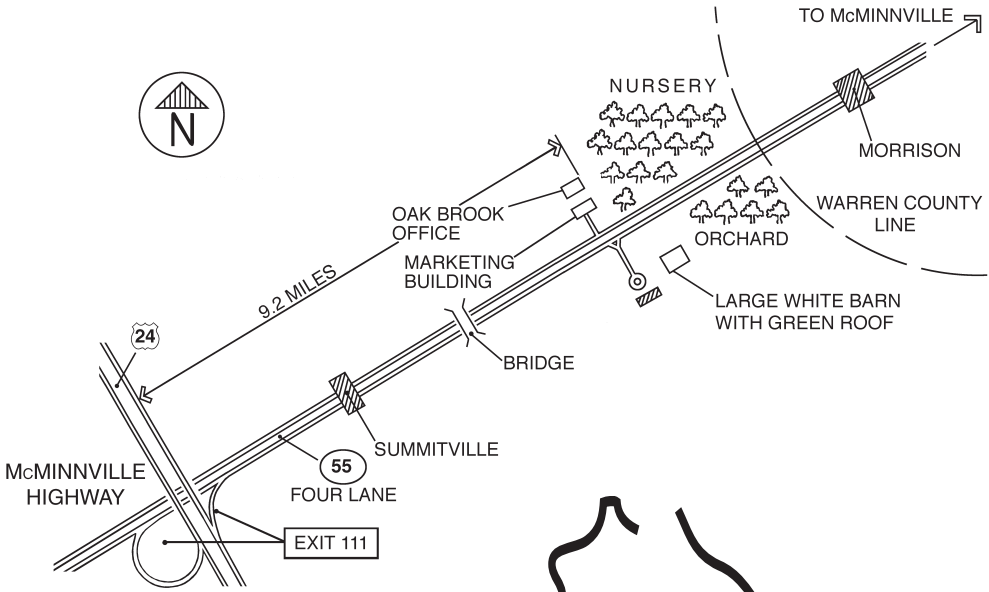 TO McMINNVILLE
NURSERY
N
MORRISON
OAK BROOK
OFFICE
WARREN COUNTY
LINE
ORCHARD
MARKETING
BUILDING
9.2 MILES
LARGE WHITE BARN
WITH GREEN ROOF
24
BRIDGE
SUMMITVILLE
McMINNVILLE
HIGHWAY
55
FOUR LANE
EXIT 111